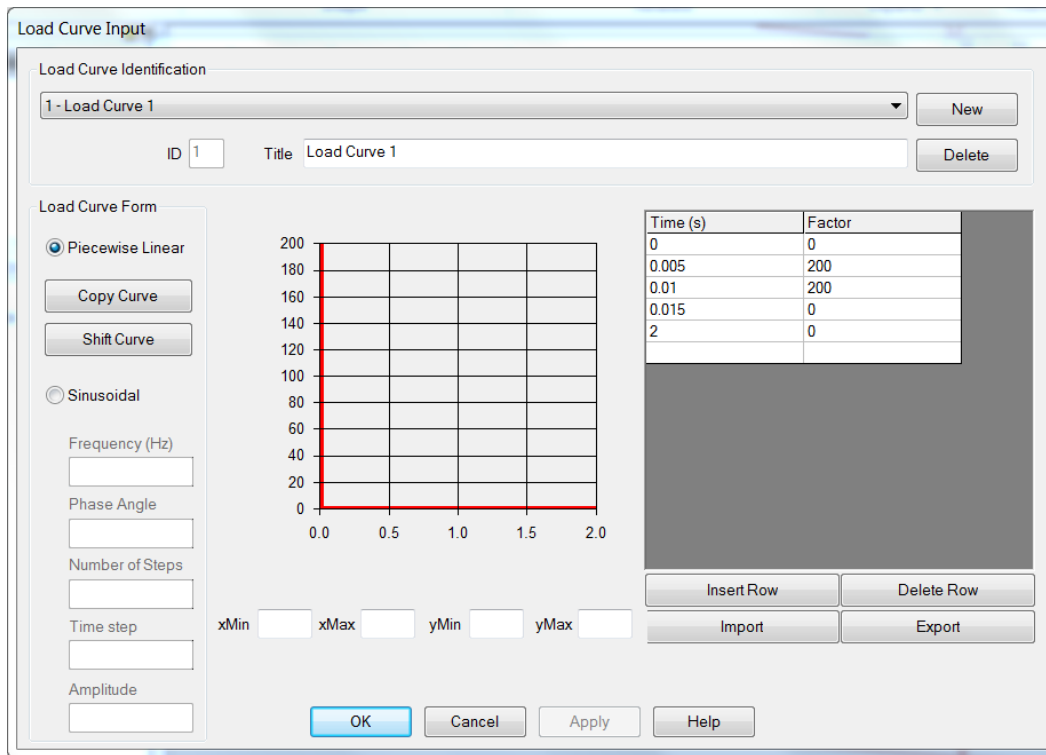 Load Curve Input
Load Curve Identification
1 - Load Curve 1
New
ID 1 Title Load Curve 1
Delete
Load Curve Form
Piecewise Linear
Copy Curve
Shift Curve
Sinusoidal
Frequency (Hz)
Phase Angle
Number of Steps
Time step
Amplitude
200
180
160
140
120
100
80
60
40
20
0
0.0 0.5 1.0 1.5 2.0
xMin xMax yMin yMax
Time (s) Factor
0 0
0.005 200
0.01 200
0.015 0
2 0
Insert Row Delete Row
Import Export
OK Cancel Apply Help